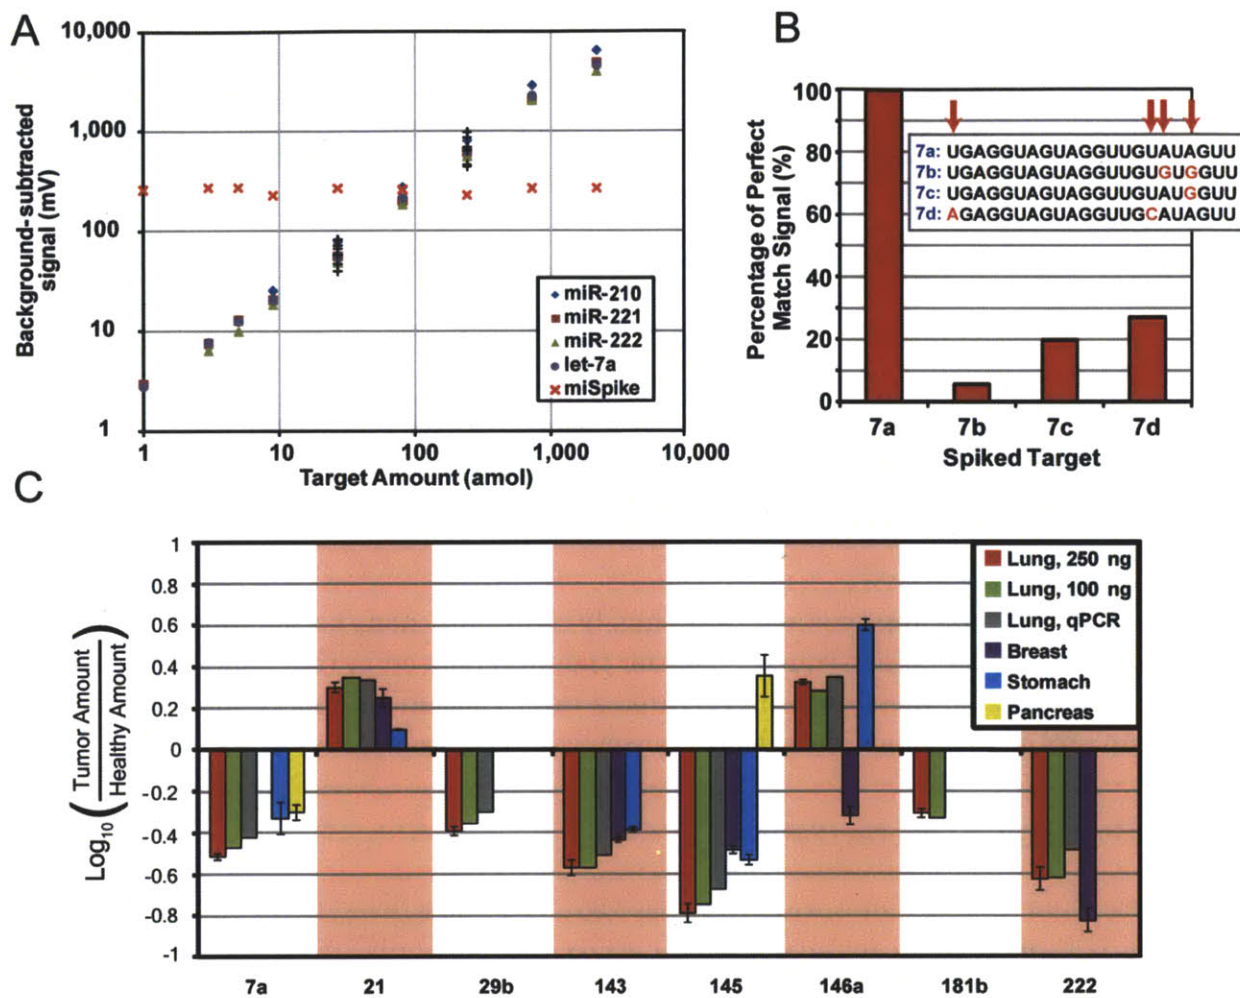 A
10,000
1,000
100
10
1
Background-subtracted
signal (mV)
1
10
100
1,000
10,000
Target Amount (amol)
miR-210
miR-221
miR-222
let-7a
miSpike
B
100
80
60
40
20
0
Percentage of Perfect
Match Signal (%)
7a: UGAGGUAGUAGGUUGUAUAGUU
7b: UGAGGUAGUAGGUUGUGUGGUU
7c: UGAGGUAGUAGGUUGUAUGGUU
7d: AGAGGUAGUAGGUUGCAUAGUU
7a
7b
7c
7d
Spiked Target
C
1
0.8
0.6
0.4
0.2
0
-0.2
-0.4
-0.6
-0.8
-1
Log10 (Tumor Amount
Healthy Amount)
Lung, 250 ng
Lung, 100 ng
Lung, qPCR
Breast
Stomach
Pancreas
7a
21
29b
143
145
146a
181b
222